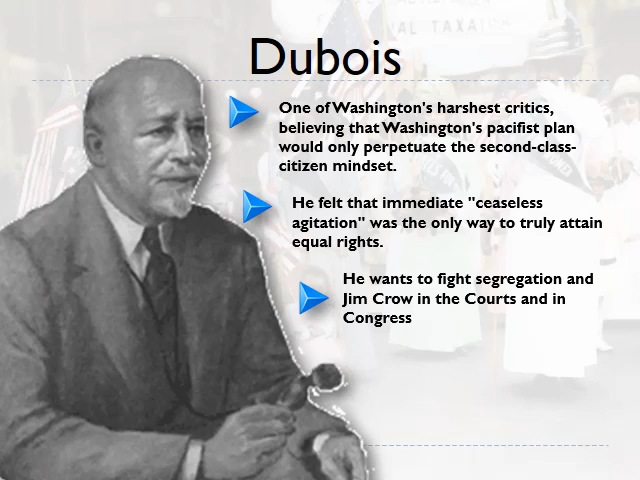 AL TAXATION
Dubois
One of Washington's harshest critics,
believing that Washington's pacifist plan
would only perpetuate the second-class-
citizen mindset.
He felt that immediate "ceaseless
agitation" was the only way to truly attain
equal rights.
He wants to fight segregation and
Jim Crow in the Courts and in
Congress